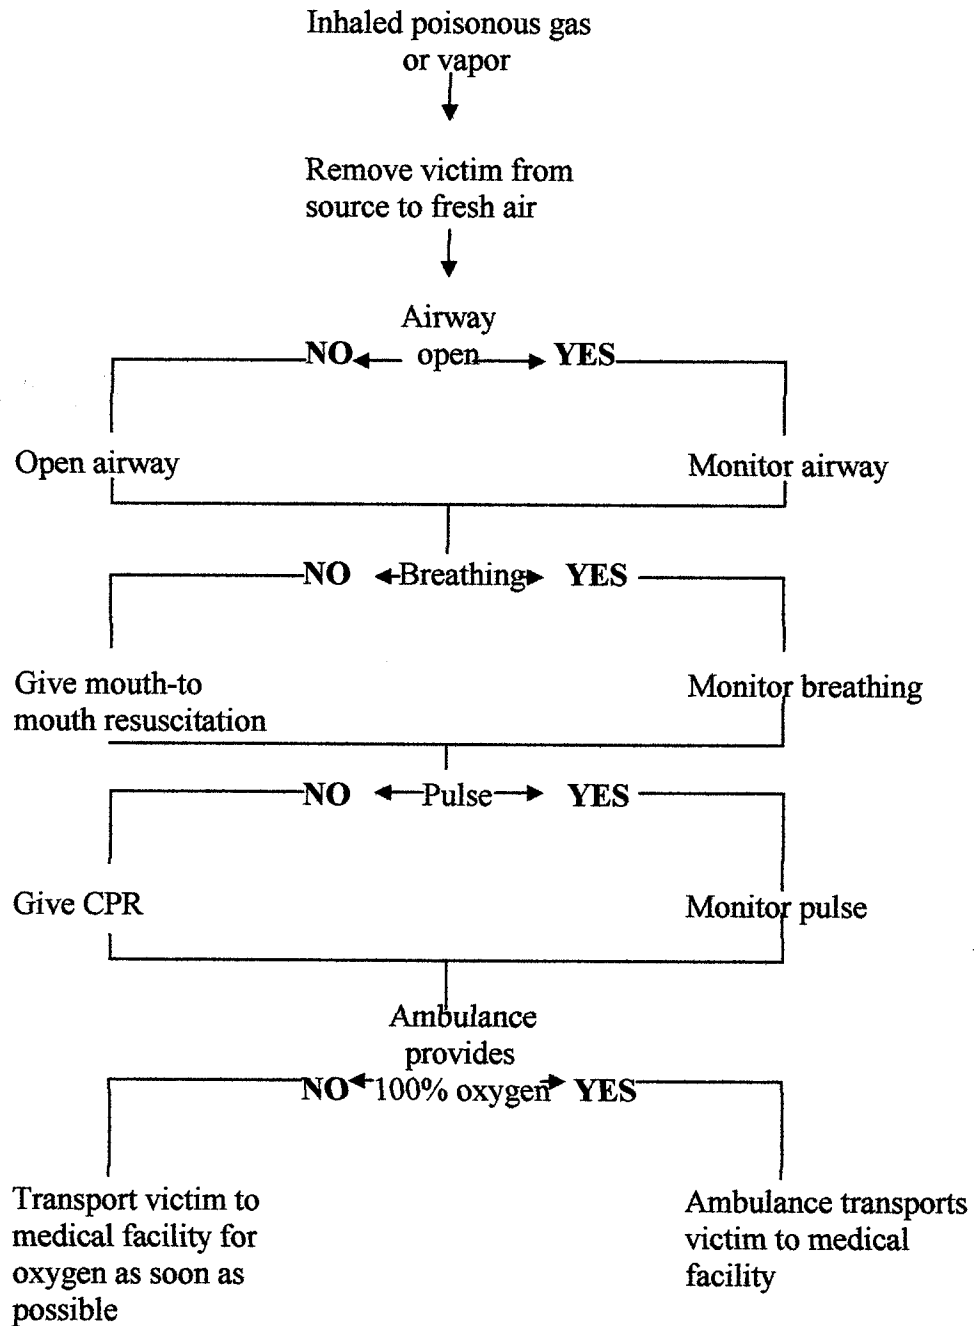 Inhaled poisonous gas
or vapor
Remove victim from
source to fresh air
Airway
NO open YES
Open airway
Monitor airway
NO Breathing YES
Give mouth-to
mouth resuscitation
Monitor breathing
NO Pulse YES
Give CPR
Monitor pulse
Ambulance
provides
NO 100% oxygen YES
Transport victim to
medical facility for
oxygen as soon as
possible
Ambulance transports
victim to medical
facility